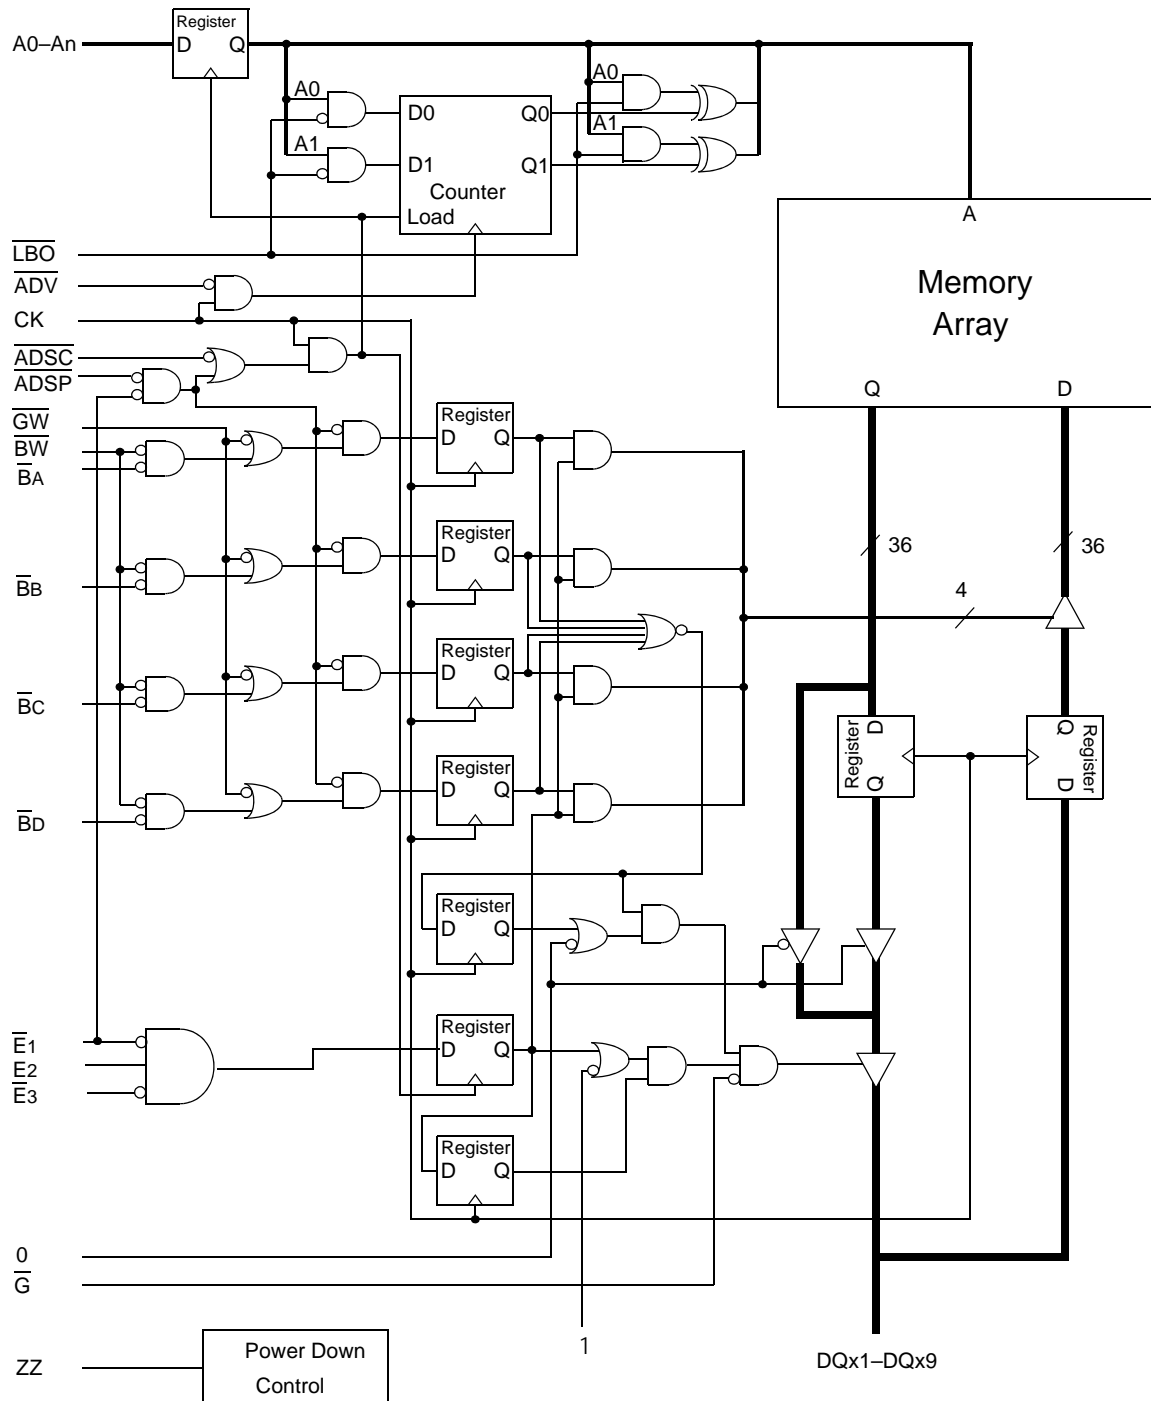 Register
A0–An
D Q
A0
A0
D0
Q0
A1
A1
D1
Q1
Counter
Load
A
LBO
ADV
Memory
Array
CK
ADSC
ADSP
Q
D
GW
BW
BA
Register
D Q
Register
D Q
36
36
BB
4
Register
D Q
BC
Register
D
Q
Register
Q
D
Register
D Q
BD
Register
D Q
Register
D Q
E1
E2
E3
Register
D Q
0
G
1
DQx1–DQx9
ZZ
Power Down
Control